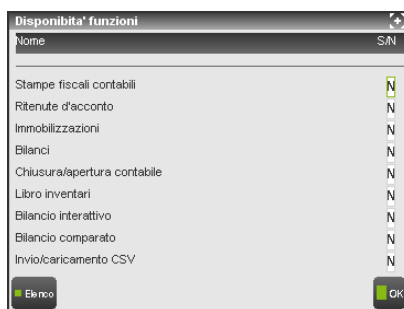 Disponibita' funzioni
Nome S/N
Stampe fiscali contabili N
Ritenute d'acconto N
Immobilizzazioni N
Bilanci N
Chiusura/apertura contabile N
Libro inventari N
Bilancio interattivo N
Bilancio comparato N
Invio/caricamento CSV N
Elenco OK